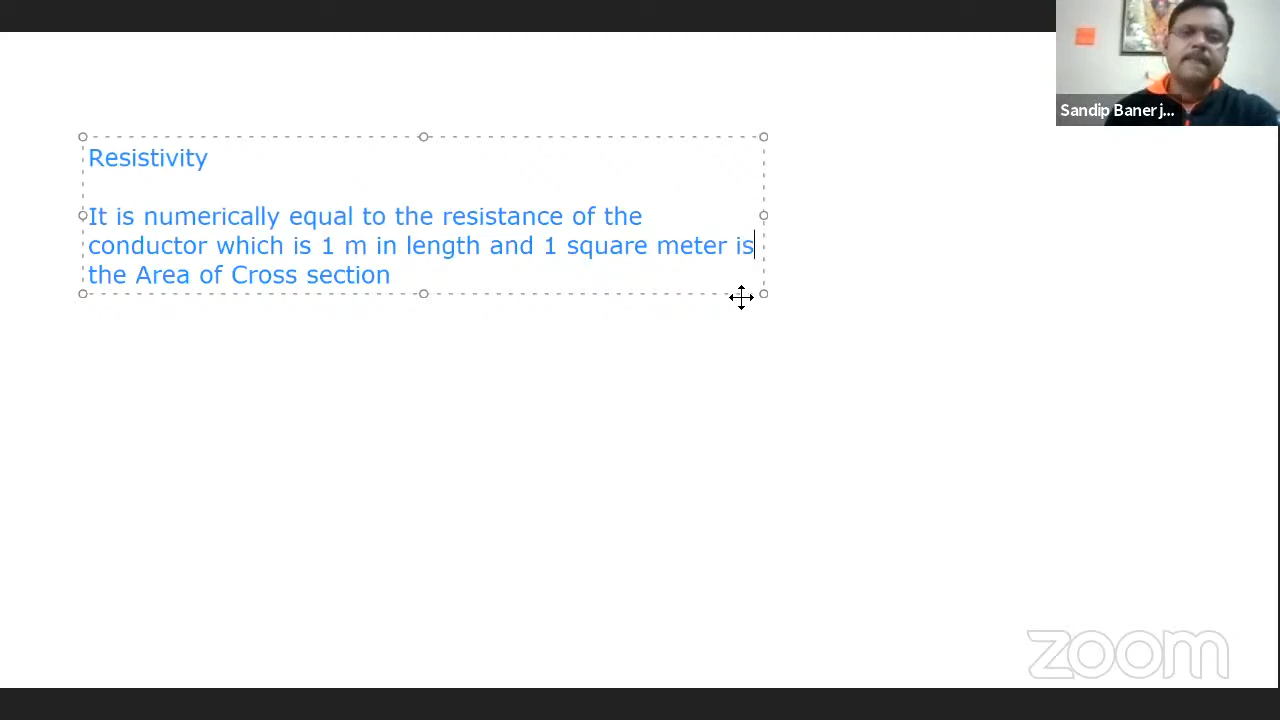 Sandip Banerj...
Resistivity
It is numerically equal to the resistance of the
conductor which is 1 m in length and 1 square meter is
the Area of Cross section
zoom